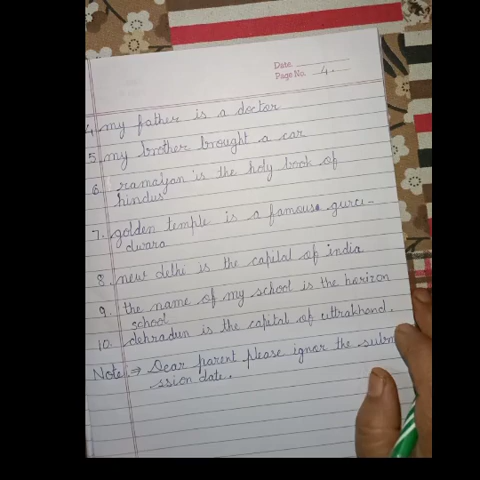 Date
Page No. 4.
4. my father is a doctor
5. my brother brought a car
6. ramayan is the holy book of
hindus
7. golden temple is a famouse guru-
dwara
8. new delhi is the capital of india
9. the name of my school is the horizon
school
10. dehradun is the capital of uttrakhand.
Note:→ Dear parent please ignor the subm
ssion date.